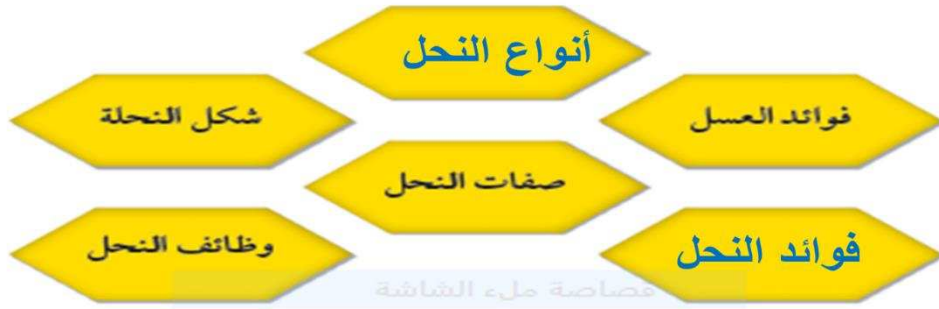 أنواع النحل
فوائد العسل
شكل النحلة
صفات النحل
فوائد النحل
وظائف النحل
قصاصة ملء الشاشة